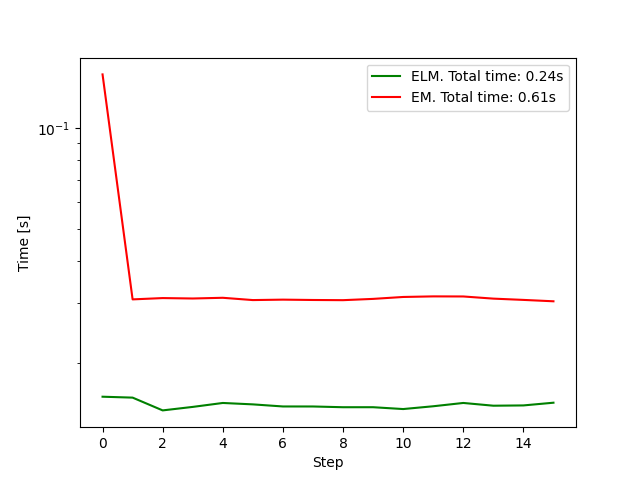 ELM. Total time: 0.24s
EM. Total time: 0.61s
10⁻¹
Time [s]
0 2 4 6 8 10 12 14
Step